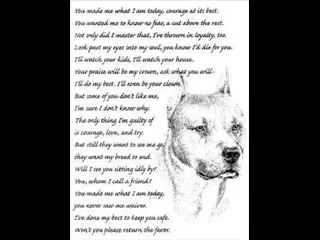 You made me what I am today, courage at its best.
You wanted me to know no fear, a cut above the rest.
Not only did I master that, I've thrown in loyalty, too.
Look past my eyes into my soul, you know I'd die for you.
I'll watch your kids, I'll watch your house.
Your praise will be my crown, ask what you will-
I'll do my best. I'll even be your clown.
But some of you don't like me,
I'm sure I don't know why.
The only thing I'm guilty of
is courage, love, and try.
But still they want to see me go,
they want my breed to end.
Will I see you sitting idly by?
You, whom I call a friend?
You made me what I am today,
you never saw me waiver.
I've done my best to keep you safe.
Won't you please return the favor.